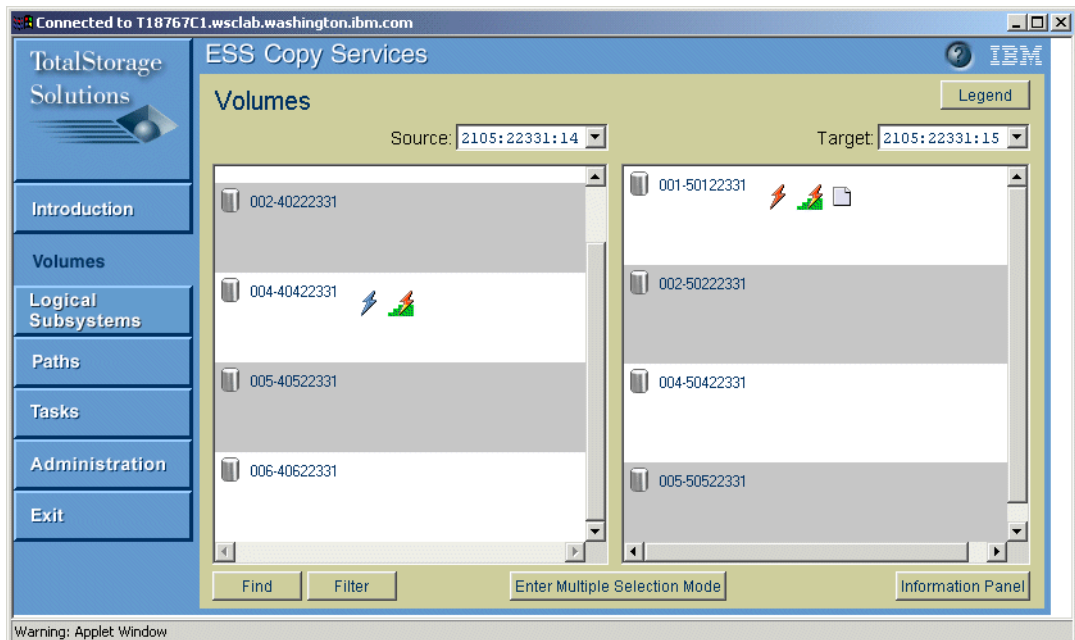 Connected to T18767C1.wsclab.washington.ibm.com
TotalStorage
Solutions
ESS Copy Services
IBM
Volumes
Legend
Source: 2105:22331:14
Target: 2105:22331:15
Introduction
Volumes
Logical
Subsystems
Paths
Tasks
Administration
Exit
002-40222331
004-40422331
005-40522331
006-40622331
001-50122331
002-50222331
004-50422331
005-50522331
Find
Filter
Enter Multiple Selection Mode
Information Panel
Warning: Applet Window